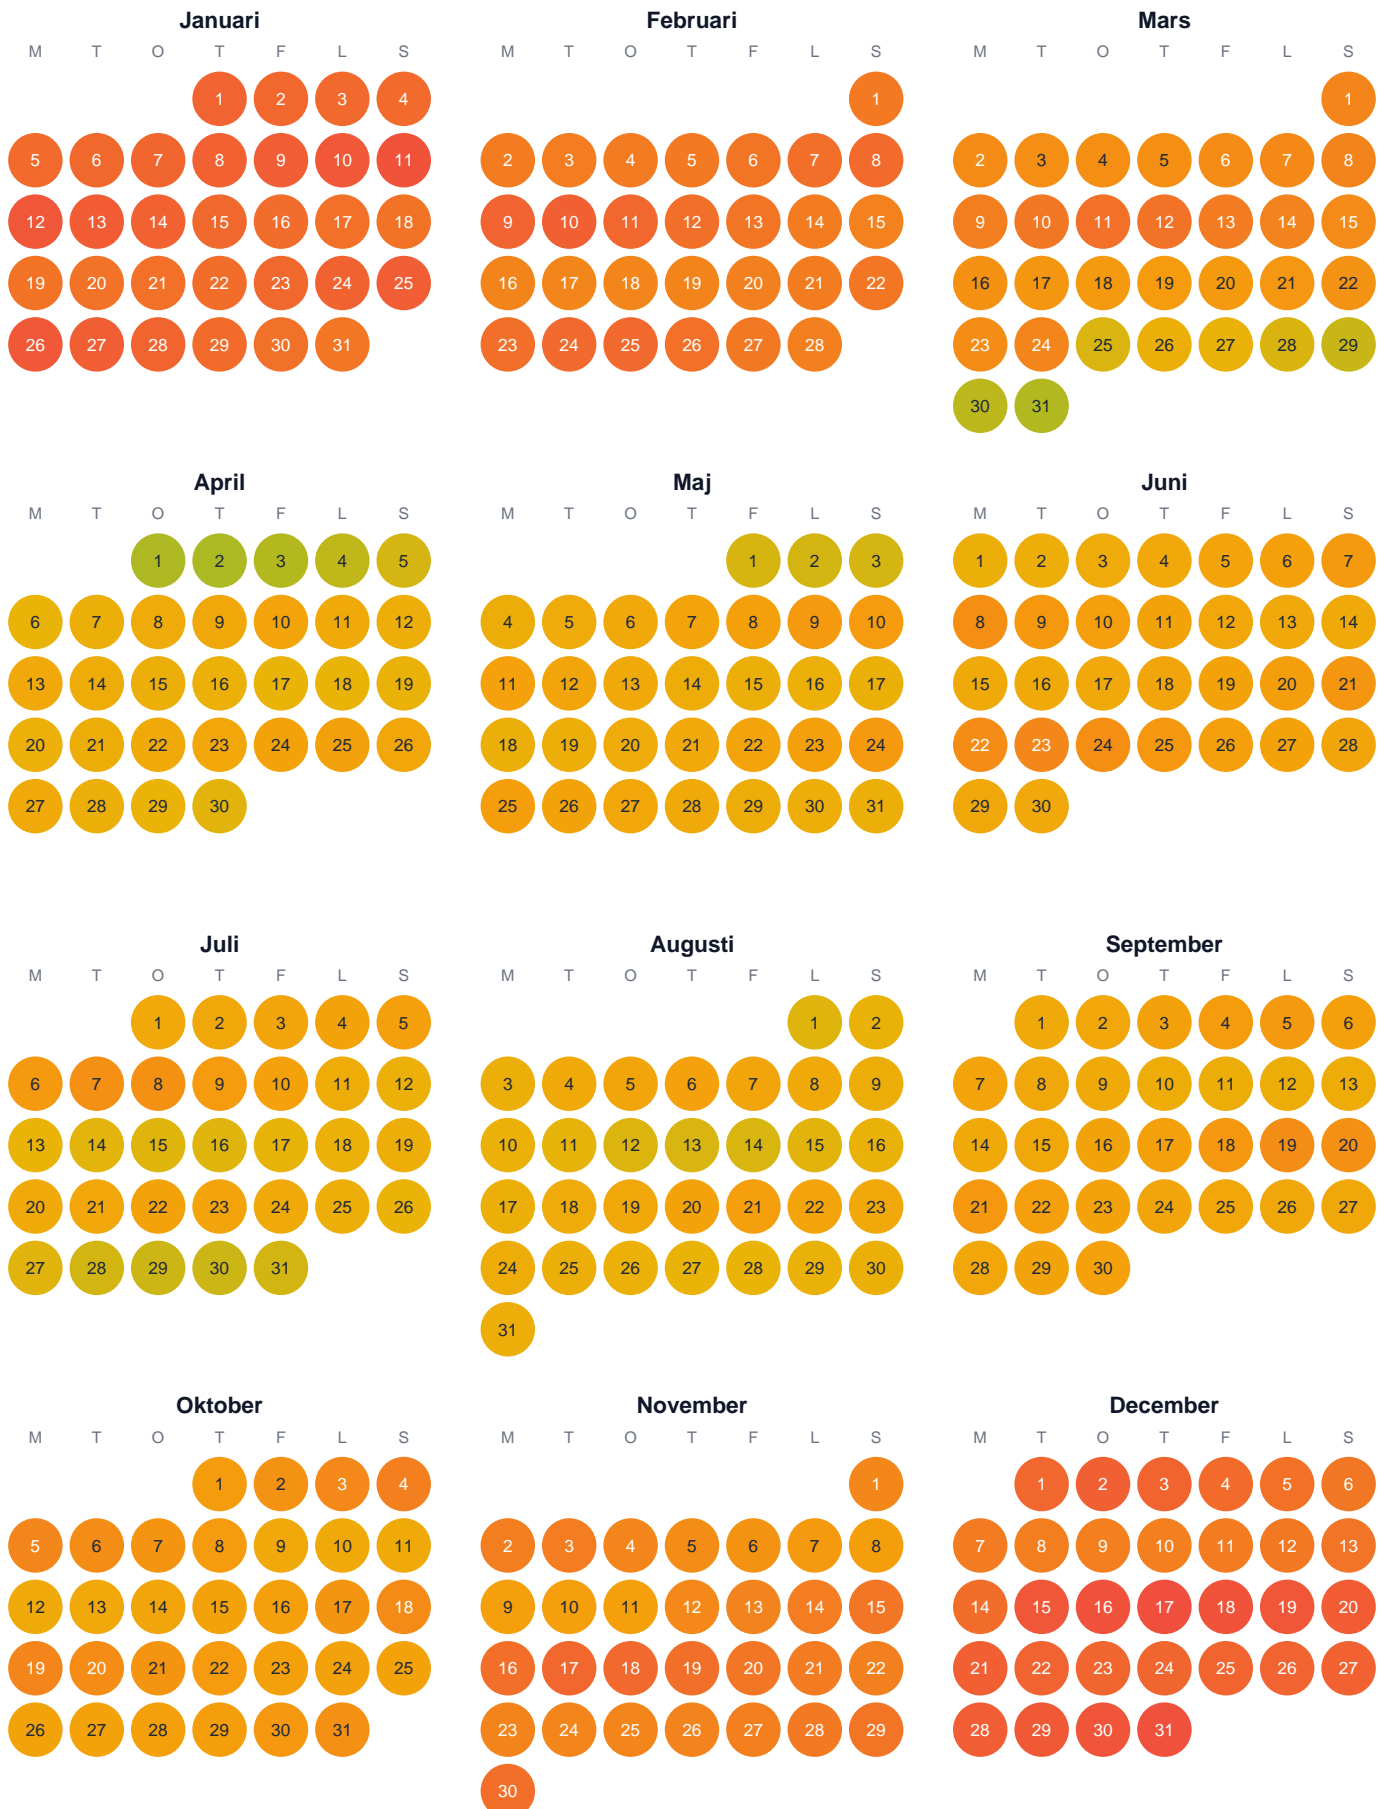 Januari Februari Mars
M T O T F L S M T O T F L S M T O T F L S
1 2 3 4 1 1
5 6 7 8 9 10 11 2 3 4 5 6 7 8 2 3 4 5 6 7 8
12 13 14 15 16 17 18 9 10 11 12 13 14 15 9 10 11 12 13 14 15
19 20 21 22 23 24 25 16 17 18 19 20 21 22 16 17 18 19 20 21 22
26 27 28 29 30 31 23 24 25 26 27 28 23 24 25 26 27 28 29
30 31
April Maj Juni
M T O T F L S M T O T F L S M T O T F L S
1 2 3 4 5 1 2 3 1 2 3 4 5 6 7
6 7 8 9 10 11 12 4 5 6 7 8 9 10 8 9 10 11 12 13 14
13 14 15 16 17 18 19 11 12 13 14 15 16 17 15 16 17 18 19 20 21
20 21 22 23 24 25 26 18 19 20 21 22 23 24 22 23 24 25 26 27 28
27 28 29 30 25 26 27 28 29 30 31 29 30
Juli Augusti September
M T O T F L S M T O T F L S M T O T F L S
1 2 3 4 5 1 2 1 2 3 4 5 6
6 7 8 9 10 11 12 3 4 5 6 7 8 9 7 8 9 10 11 12 13
13 14 15 16 17 18 19 10 11 12 13 14 15 16 14 15 16 17 18 19 20
20 21 22 23 24 25 26 17 18 19 20 21 22 23 21 22 23 24 25 26 27
27 28 29 30 31 24 25 26 27 28 29 30 28 29 30
31
Oktober November December
M T O T F L S M T O T F L S M T O T F L S
1 2 3 4 1 1 2 3 4 5 6
5 6 7 8 9 10 11 2 3 4 5 6 7 8 7 8 9 10 11 12 13
12 13 14 15 16 17 18 9 10 11 12 13 14 15 14 15 16 17 18 19 20
19 20 21 22 23 24 25 16 17 18 19 20 21 22 21 22 23 24 25 26 27
26 27 28 29 30 31 23 24 25 26 27 28 29 28 29 30 31
30